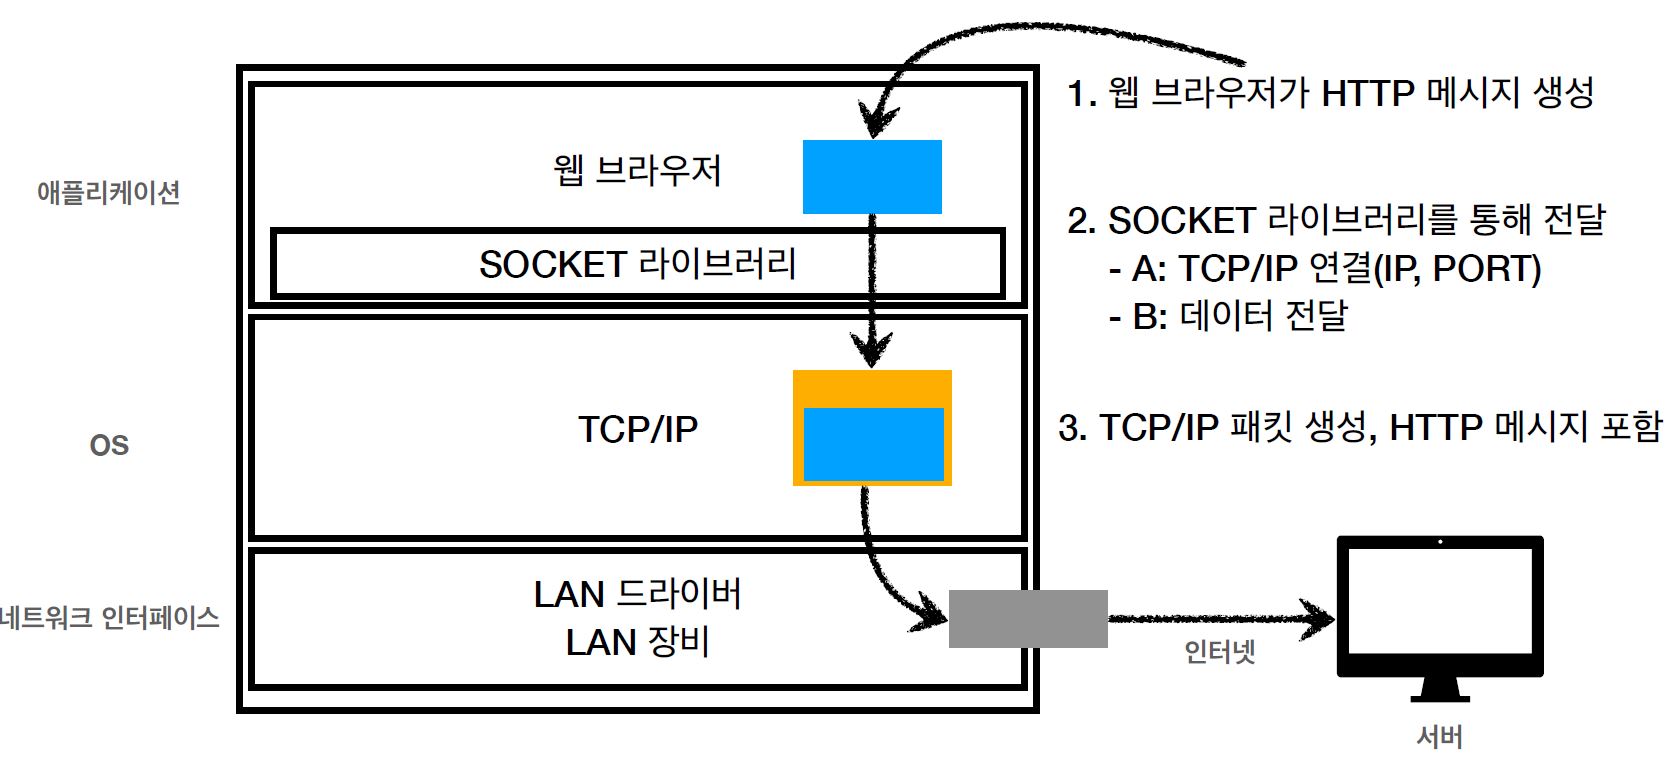 1. 웹 브라우저가 HTTP 메시지 생성
웹 브라우저
애플리케이션
2. SOCKET 라이브러리를 통해 전달
- A: TCP/IP 연결(IP, PORT)
- B: 데이터 전달
SOCKET 라이브러리
TCP/IP
3. TCP/IP 패킷 생성, HTTP 메시지 포함
OS
LAN 드라이버
LAN 장비
네트워크 인터페이스
인터넷
서버